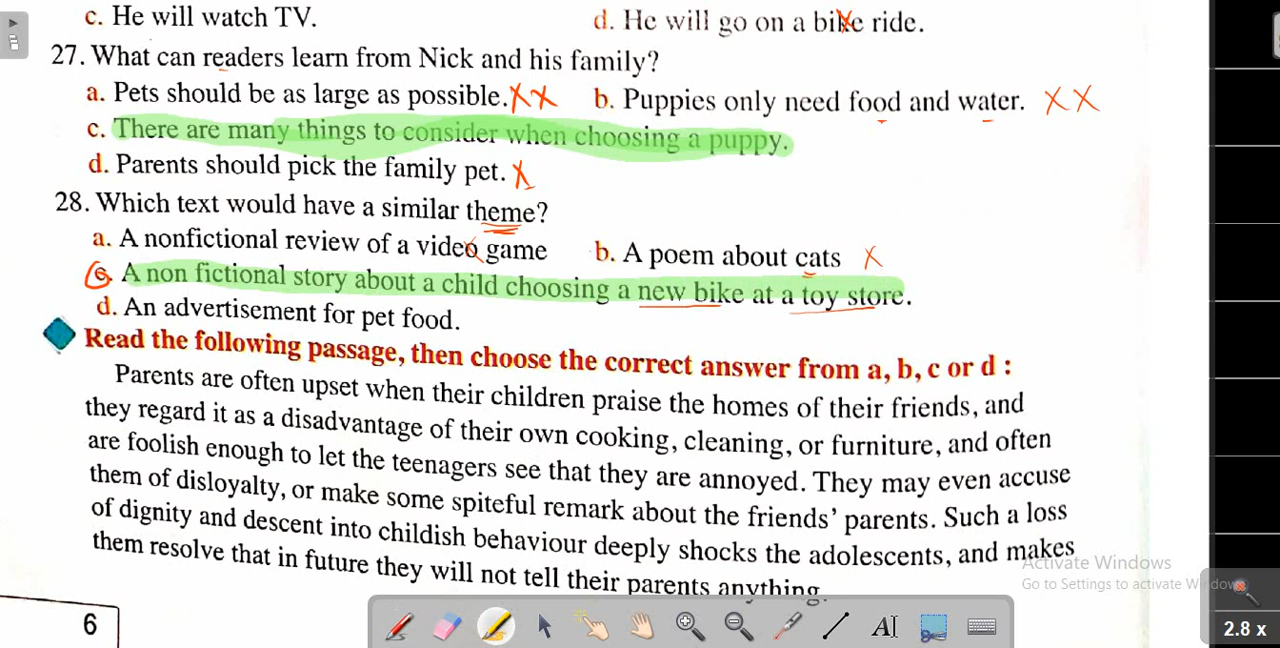 c. He will watch TV. d. He will go on a bike ride.
27. What can readers learn from Nick and his family?
a. Pets should be as large as possible. XX b. Puppies only need food and water. XX
c. There are many things to consider when choosing a puppy.
d. Parents should pick the family pet. X
28. Which text would have a similar theme?
a. A nonfictional review of a video game b. A poem about cats X
c. A non fictional story about a child choosing a new bike at a toy store.
d. An advertisement for pet food.
Read the following passage, then choose the correct answer from a, b, c or d :
Parents are often upset when their children praise the homes of their friends, and
they regard it as a disadvantage of their own cooking, cleaning, or furniture, and often
are foolish enough to let the teenagers see that they are annoyed. They may even accuse
them of disloyalty, or make some spiteful remark about the friends' parents. Such a loss
of dignity and descent into childish behaviour deeply shocks the adolescents, and makes
them resolve that in future they will not tell their parents anything
Activate Windows
Go to Settings to activate Windows
6
AI
2.8 x